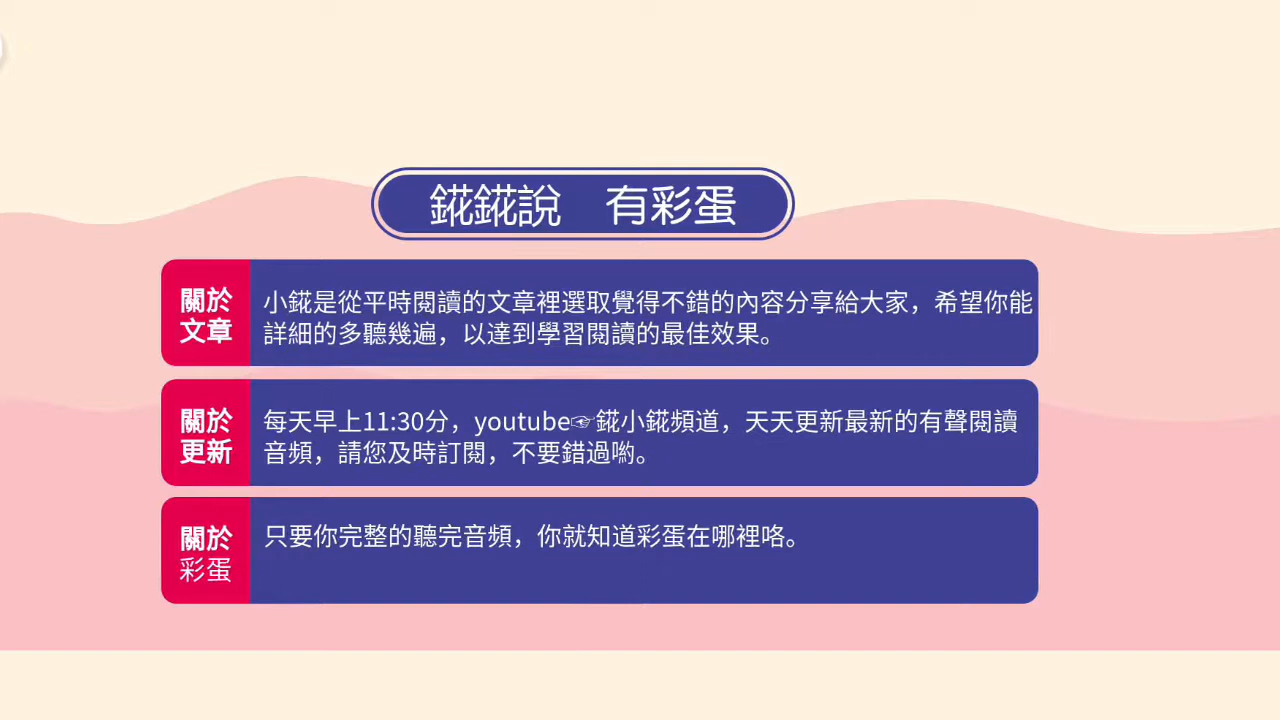 錵錵說 有彩蛋
關於
文章
小錵是從平時閱讀的文章裡選取覺得不錯的內容分享給大家，希望你能
詳細的多聽幾遍，以達到學習閱讀的最佳效果。
關於
更新
每天早上11:30分，youtube☞錵小錵頻道，天天更新最新的有聲閱讀
音頻，請您及時訂閱，不要錯過喲。
關於
彩蛋
只要你完整的聽完音頻，你就知道彩蛋在哪裡咯。